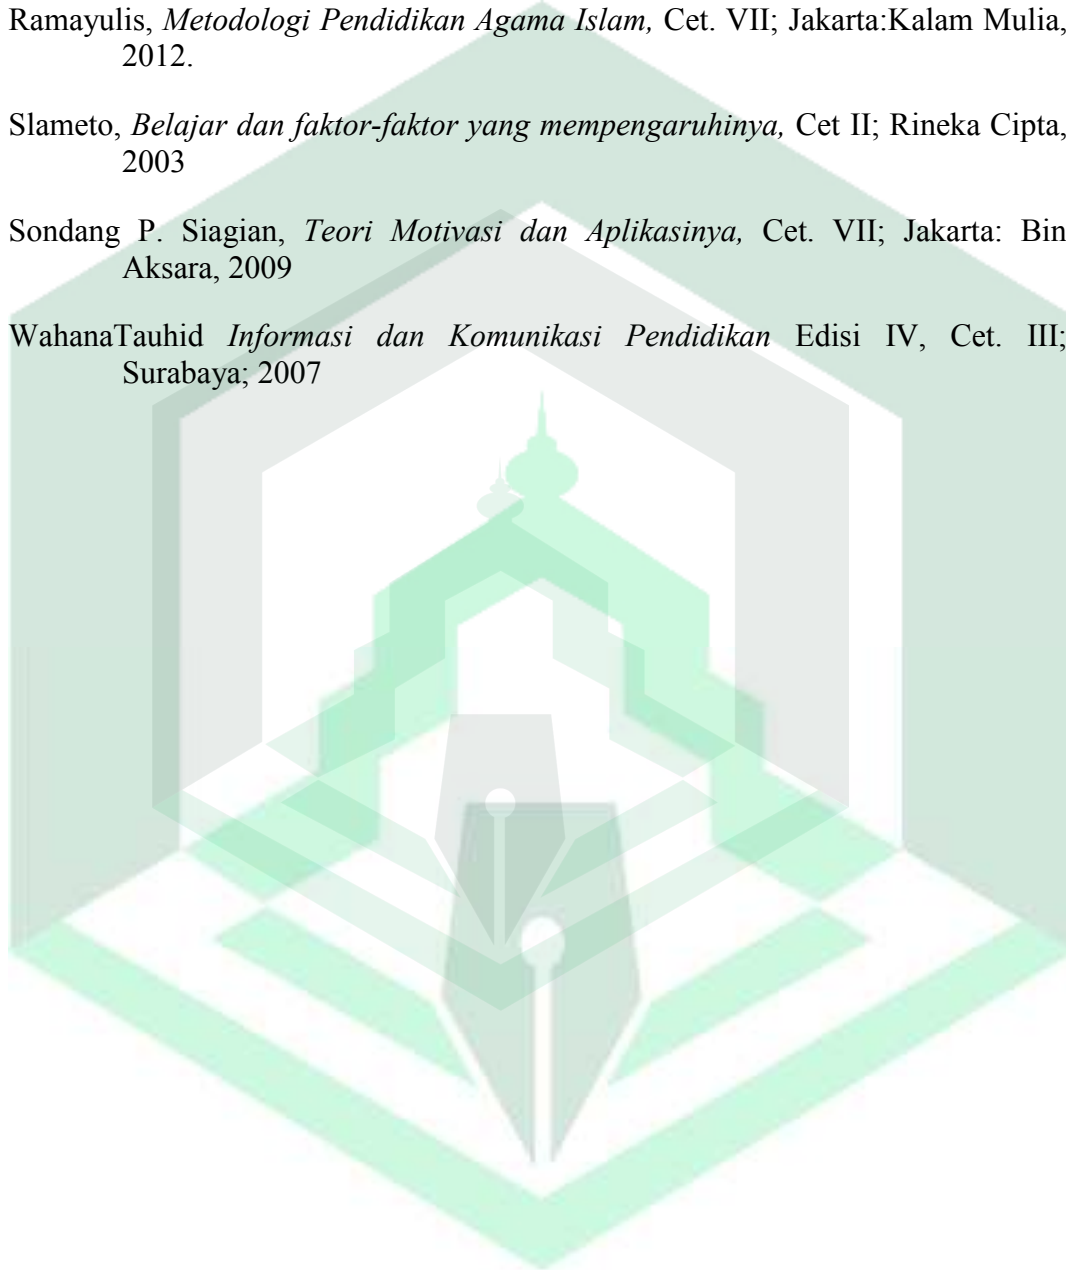 Ramayulis, Metodologi Pendidikan Agama Islam, Cet. VII; Jakarta:Kalam Mulia,
2012.
Slameto, Belajar dan faktor-faktor yang mempengaruhinya, Cet II; Rineka Cipta,
2003
Sondang P. Siagian, Teori Motivasi dan Aplikasinya, Cet. VII; Jakarta: Bin
Aksara, 2009
WahanaTauhid Informasi dan Komunikasi Pendidikan Edisi IV, Cet. III;
Surabaya; 2007